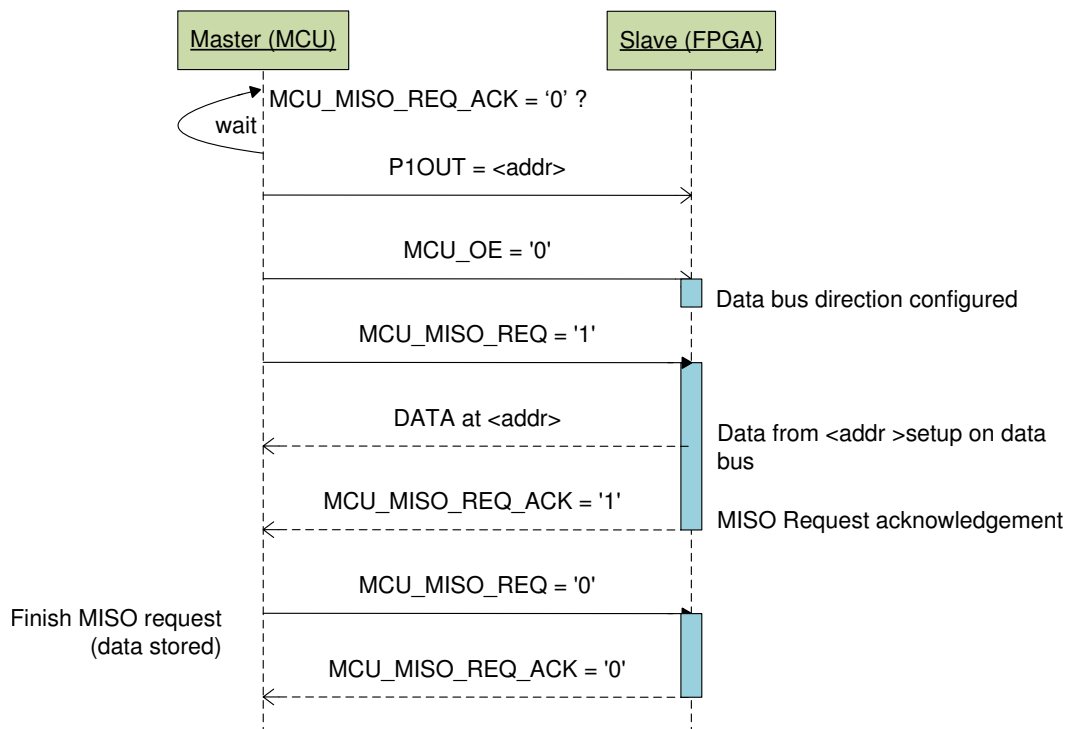 Master (MCU)
Slave (FPGA)
MCU_MISO_REQ_ACK = ‘0’ ?
wait
P1OUT = <addr>
MCU_OE = '0'
Data bus direction configured
MCU_MISO_REQ = '1'
DATA at <addr>
Data from <addr >setup on data
bus
MCU_MISO_REQ_ACK = '1'
MISO Request acknowledgement
MCU_MISO_REQ = '0'
Finish MISO request
(data stored)
MCU_MISO_REQ_ACK = '0'